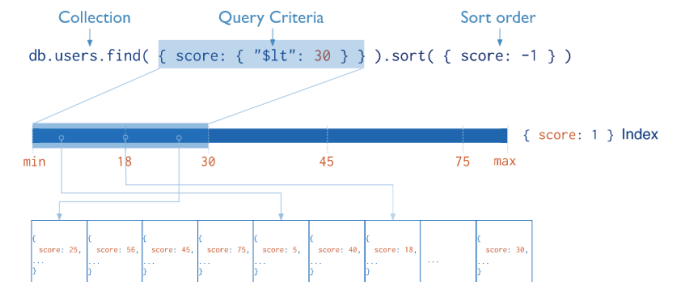 Collection Query Criteria Sort order
db.users.find( { score: { "$lt": 30 } } ).sort( { score: -1 } )
{ score: 1 } Index
min 18 30 45 75 max
{ { { { { { { {
score: 25, score: 56, score: 45, score: 75, score: 5, score: 40, score: 18, score: 30,
... ... ... ... ... ... ... ... ...
} } } } } } } }